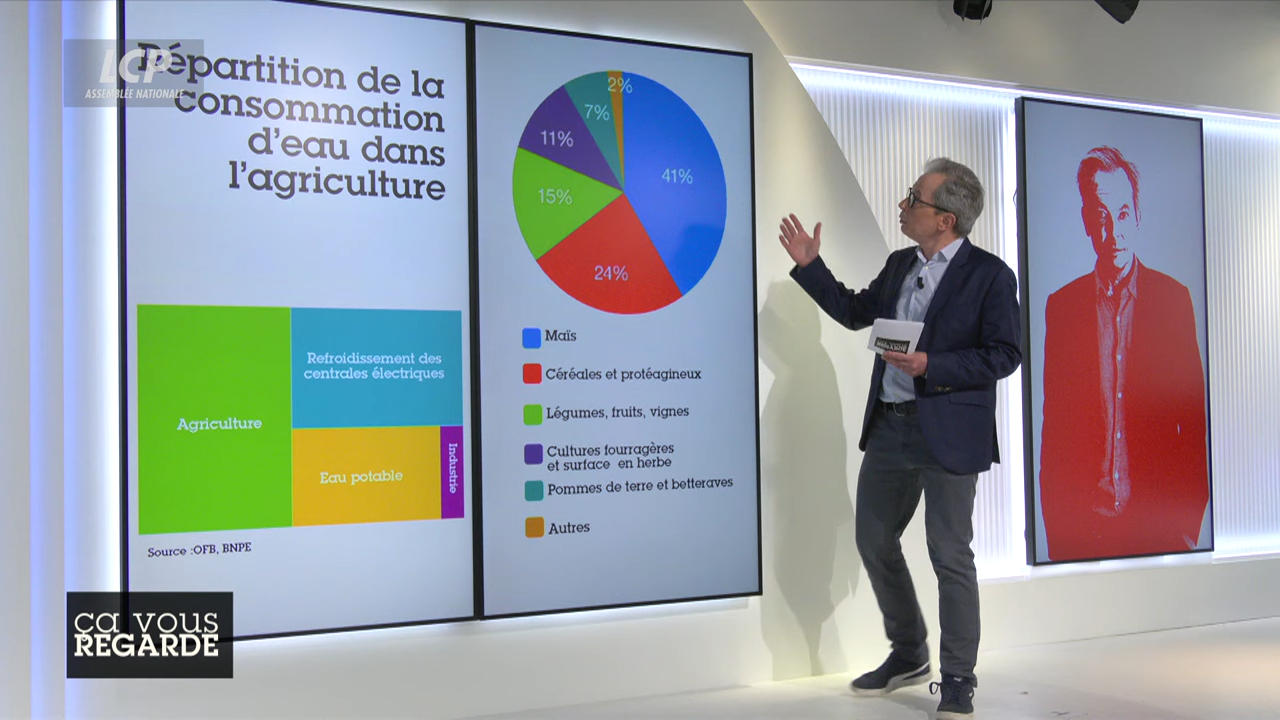 LCP
ASSEMBLÉE NATIONALE
Répartition de la
consommation
d'eau dans
l'agriculture
Agriculture
Refroidissement des
centrales électriques
Eau potable
Industrie
Source :OFB, BNPE
2%
7%
11%
41%
15%
24%
Maïs
Céréales et protéagineux
Légumes, fruits, vignes
Cultures fourragères
et surface en herbe
Pommes de terre et betteraves
Autres
ça vous
REGARDE